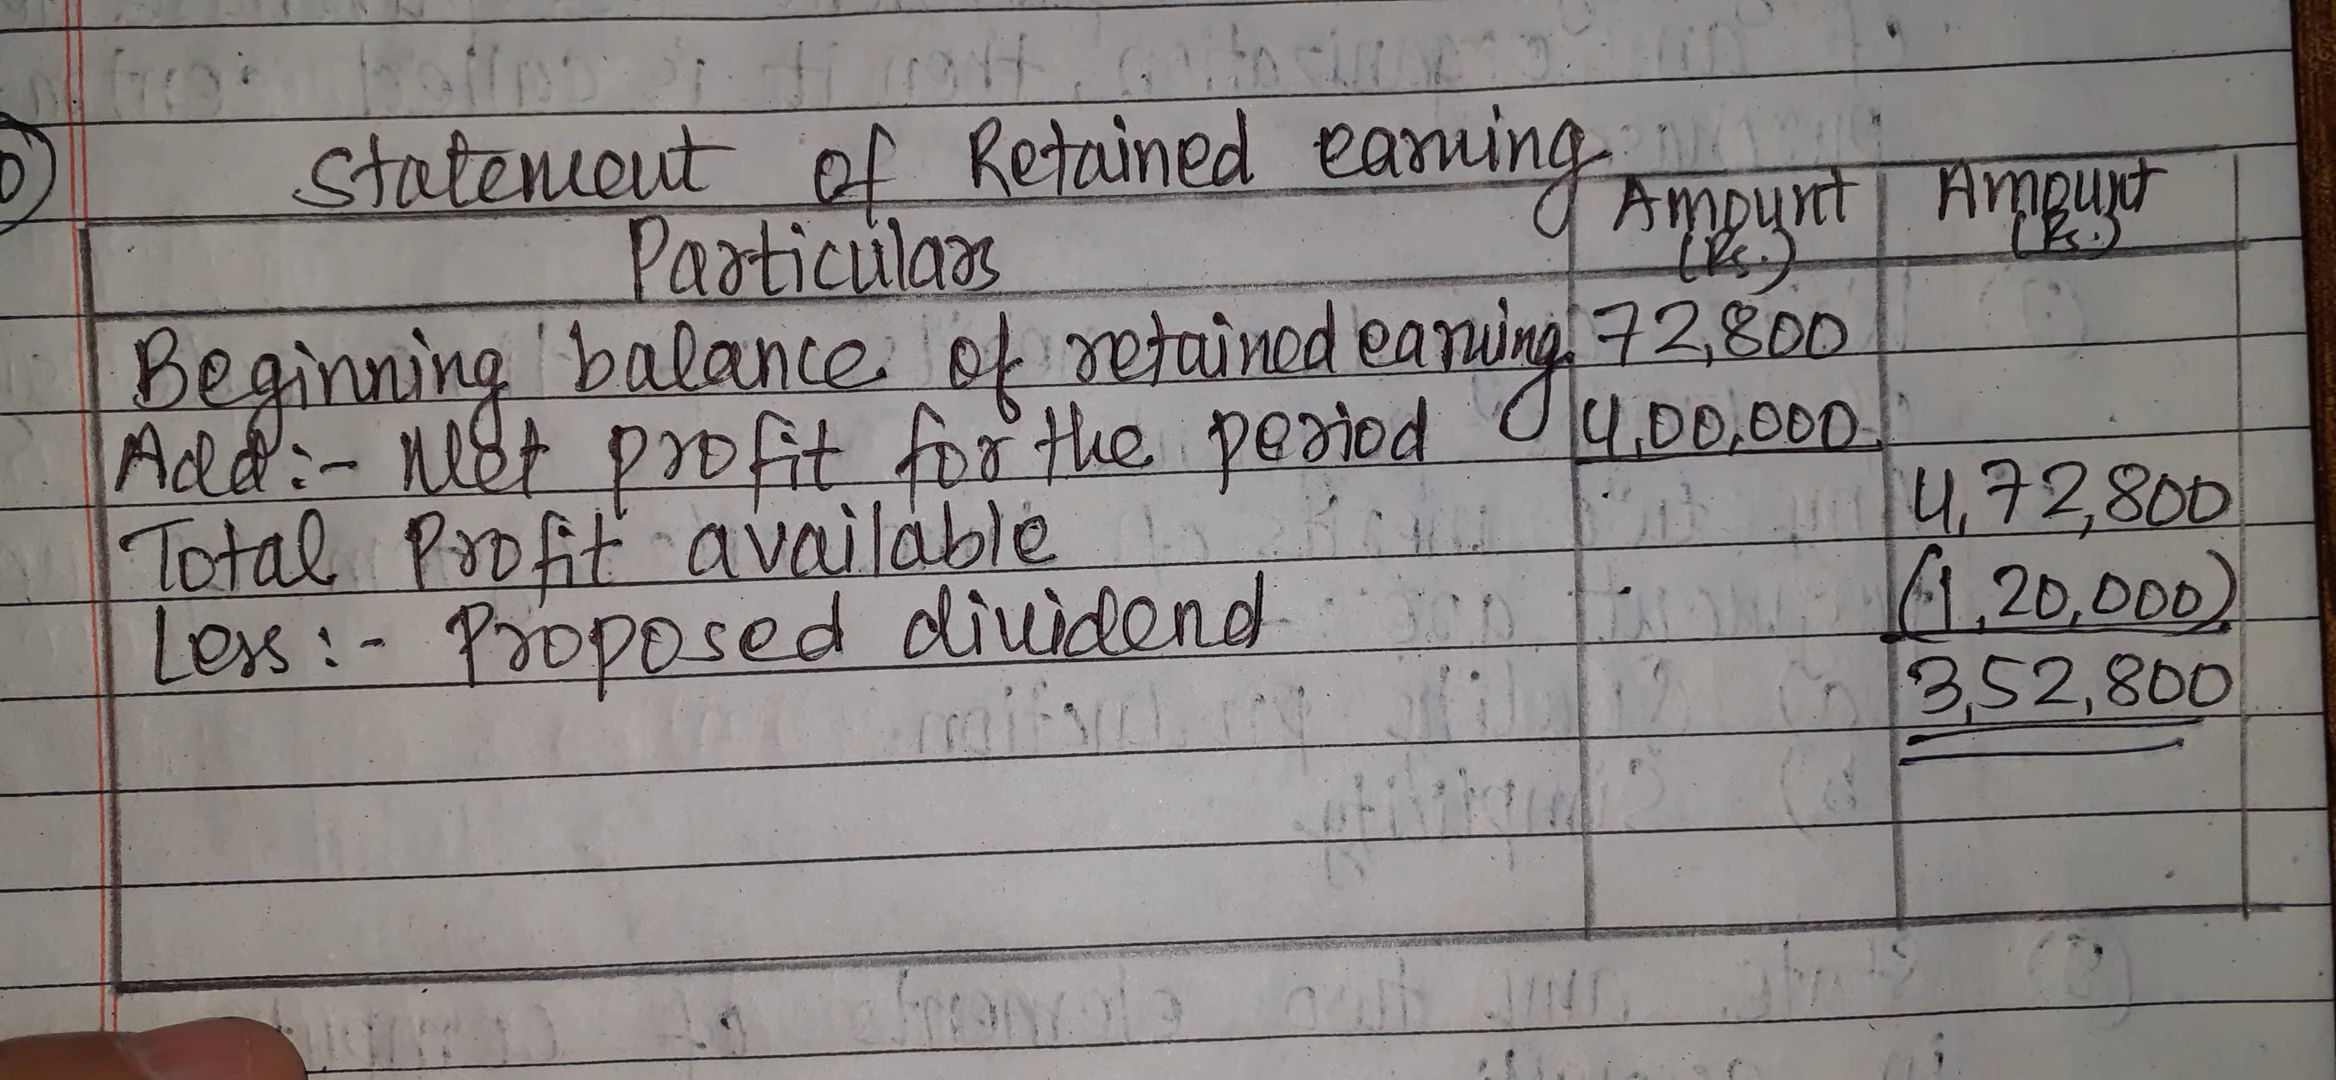 Statement of Retained earning
Particulars Amount (Rs.) Amount (Rs.)
Beginning balance of retained earning 72,800
Add:- Net profit for the period 4,00,000
Total Profit available 4,72,800
Less:- Proposed dividend (1,20,000)
3,52,800